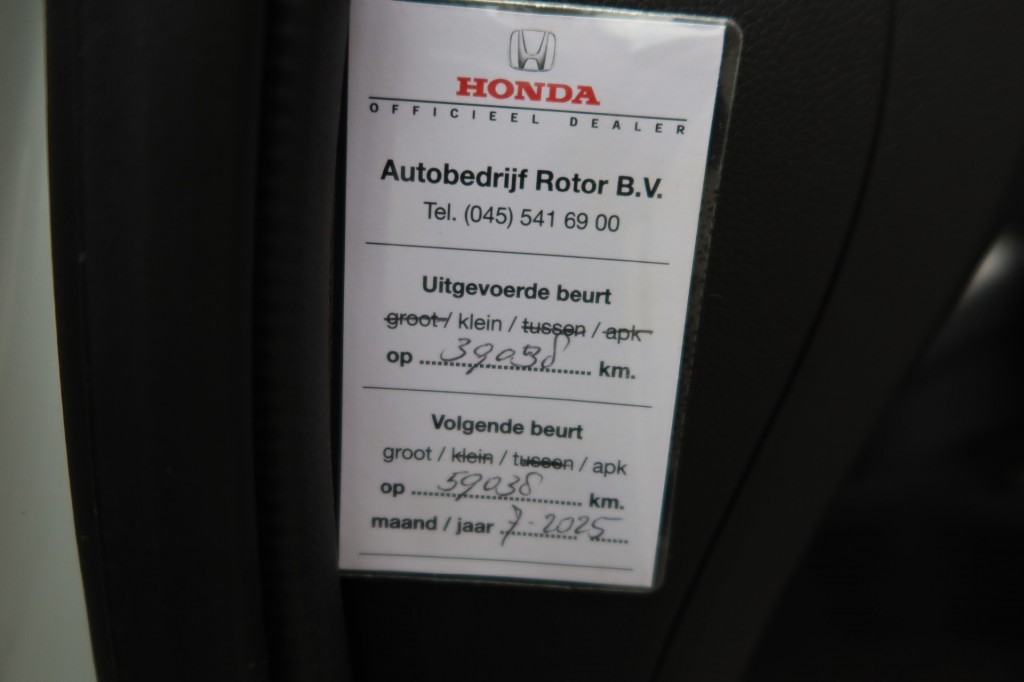 HONDA
OFFICIEEL DEALER
Autobedrijf Rotor B.V.
Tel. (045) 541 69 00
Uitgevoerde beurt
groot / klein / tussen / apk
op 39038 km.
Volgende beurt
groot / klein / tussen / apk
op 59038 km.
maand / jaar 7-2025